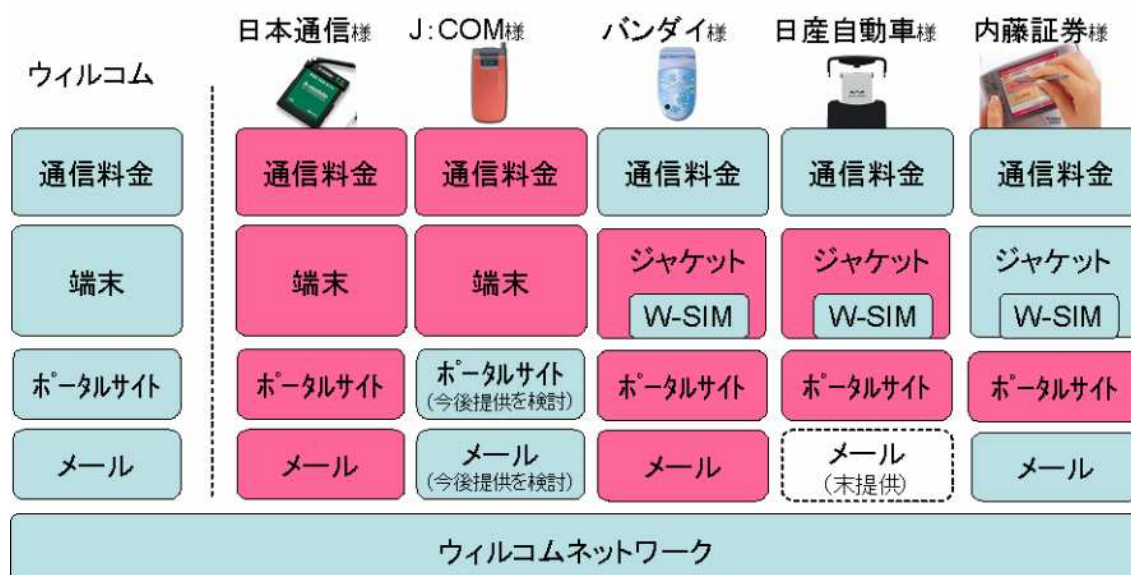 日本通信様 J:COM様 バンダイ様 日産自動車様 内藤証券様
ウィルコム
通信料金 通信料金 通信料金 通信料金 通信料金 通信料金
端末 端末 端末 ジャケット ジャケット ジャケット
W-SIM W-SIM W-SIM
ポータルサイト ポータルサイト ポータルサイト ポータルサイト ポータルサイト ポータルサイト
(今後提供を検討)
メール メール メール メール メール メール
(今後提供を検討) (末提供)
ウィルコムネットワーク